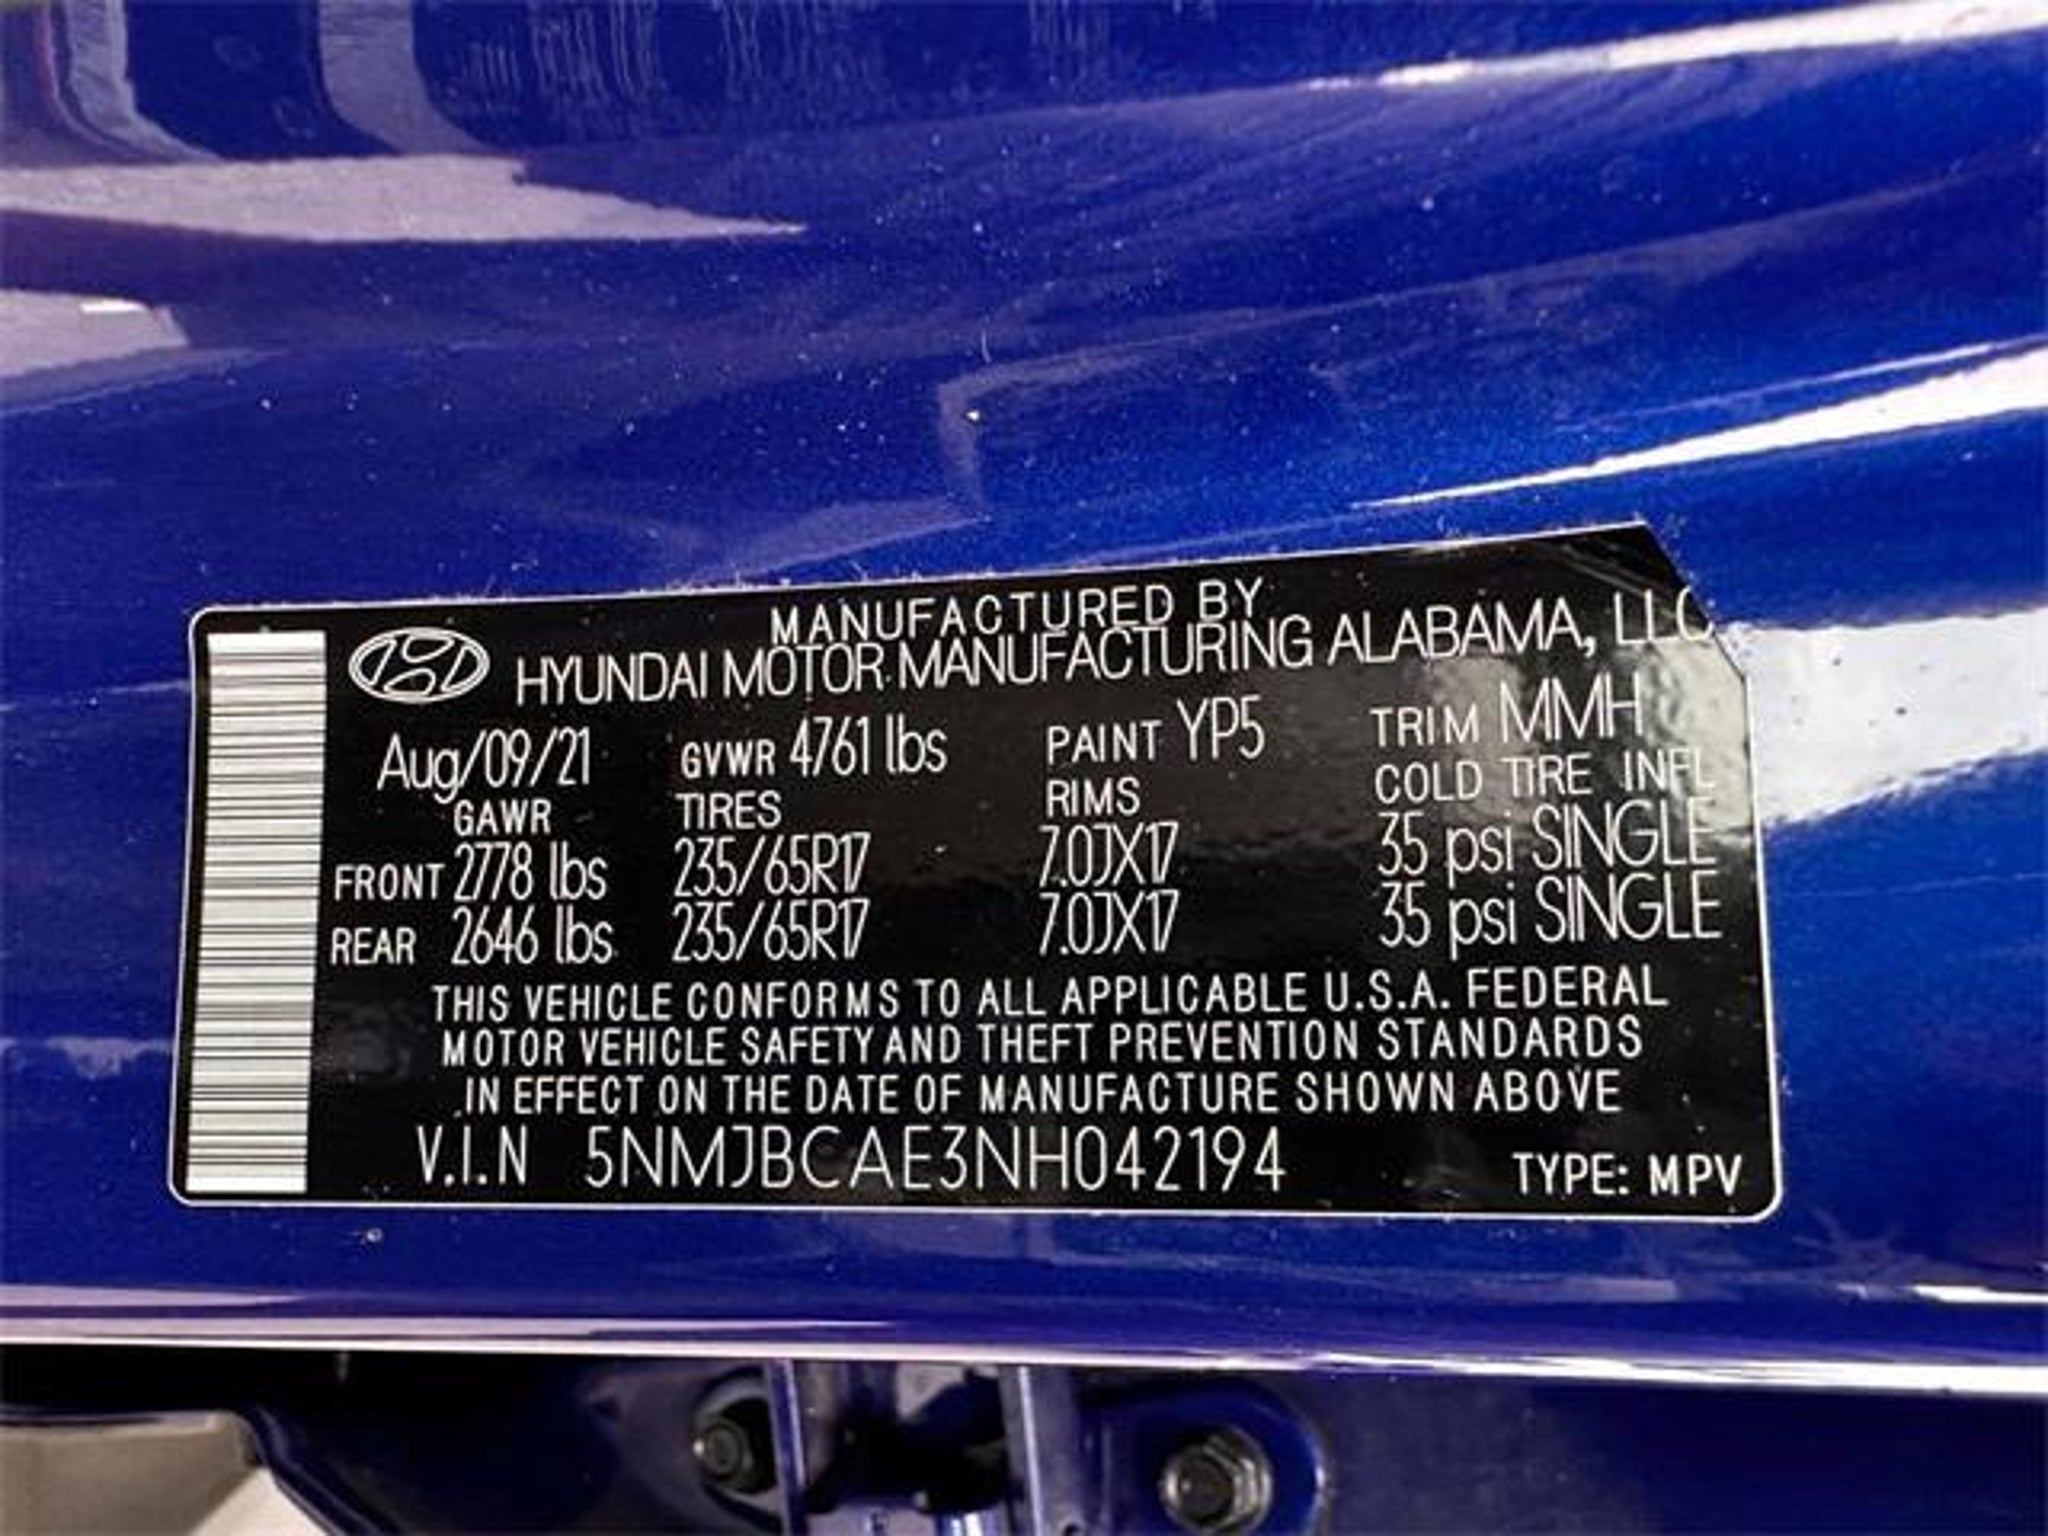 MANUFACTURED BY
HYUNDAI MOTOR MANUFACTURING ALABAMA, LLC
Aug/09/21 GVWR 4761 lbs PAINT YP5 TRIM MMH
GAWR TIRES RIMS COLD TIRE INFL
FRONT 2778 lbs 235/65R17 7.0JX17 35 psi SINGLE
REAR 2646 lbs 235/65R17 7.0JX17 35 psi SINGLE
THIS VEHICLE CONFORMS TO ALL APPLICABLE U.S.A. FEDERAL
MOTOR VEHICLE SAFETY AND THEFT PREVENTION STANDARDS
IN EFFECT ON THE DATE OF MANUFACTURE SHOWN ABOVE
V.I.N 5NMJBCAE3NH042194 TYPE: MPV